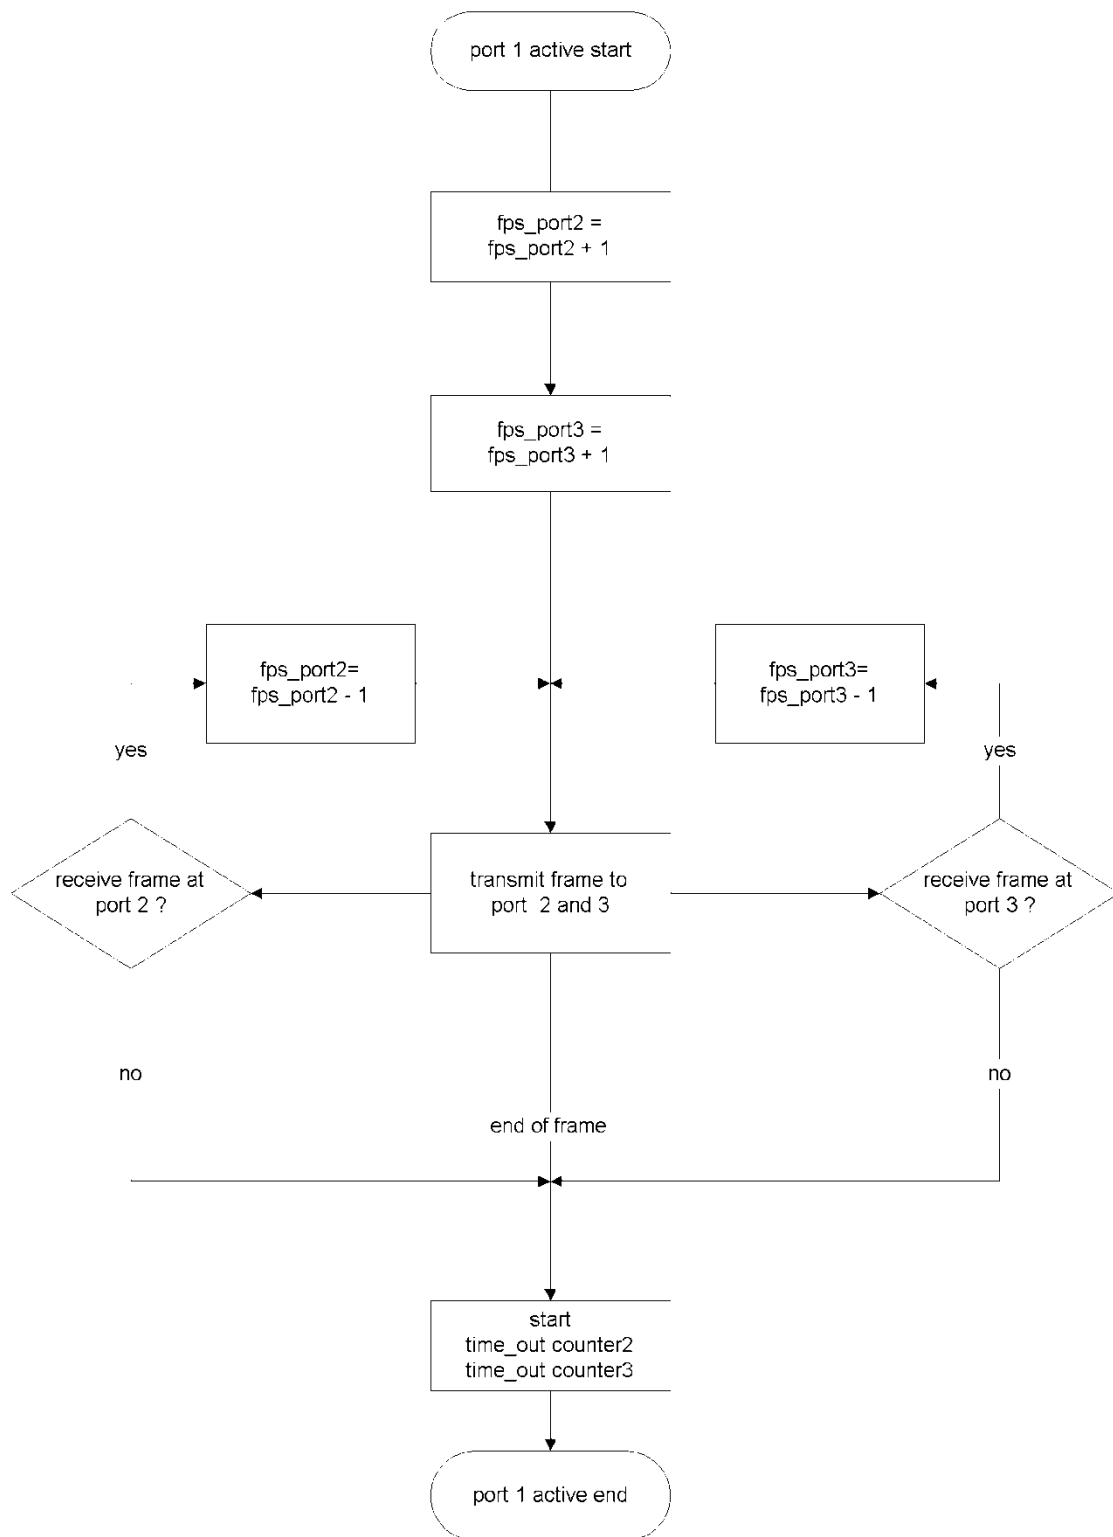 port 1 active start
fps_port2 =
fps_port2 + 1
fps_port3 =
fps_port3 + 1
fps_port2=
fps_port2 - 1
fps_port3=
fps_port3 - 1
yes
yes
receive frame at
port 2 ?
transmit frame to
port 2 and 3
receive frame at
port 3 ?
no
no
end of frame
start
time_out counter2
time_out counter3
port 1 active end